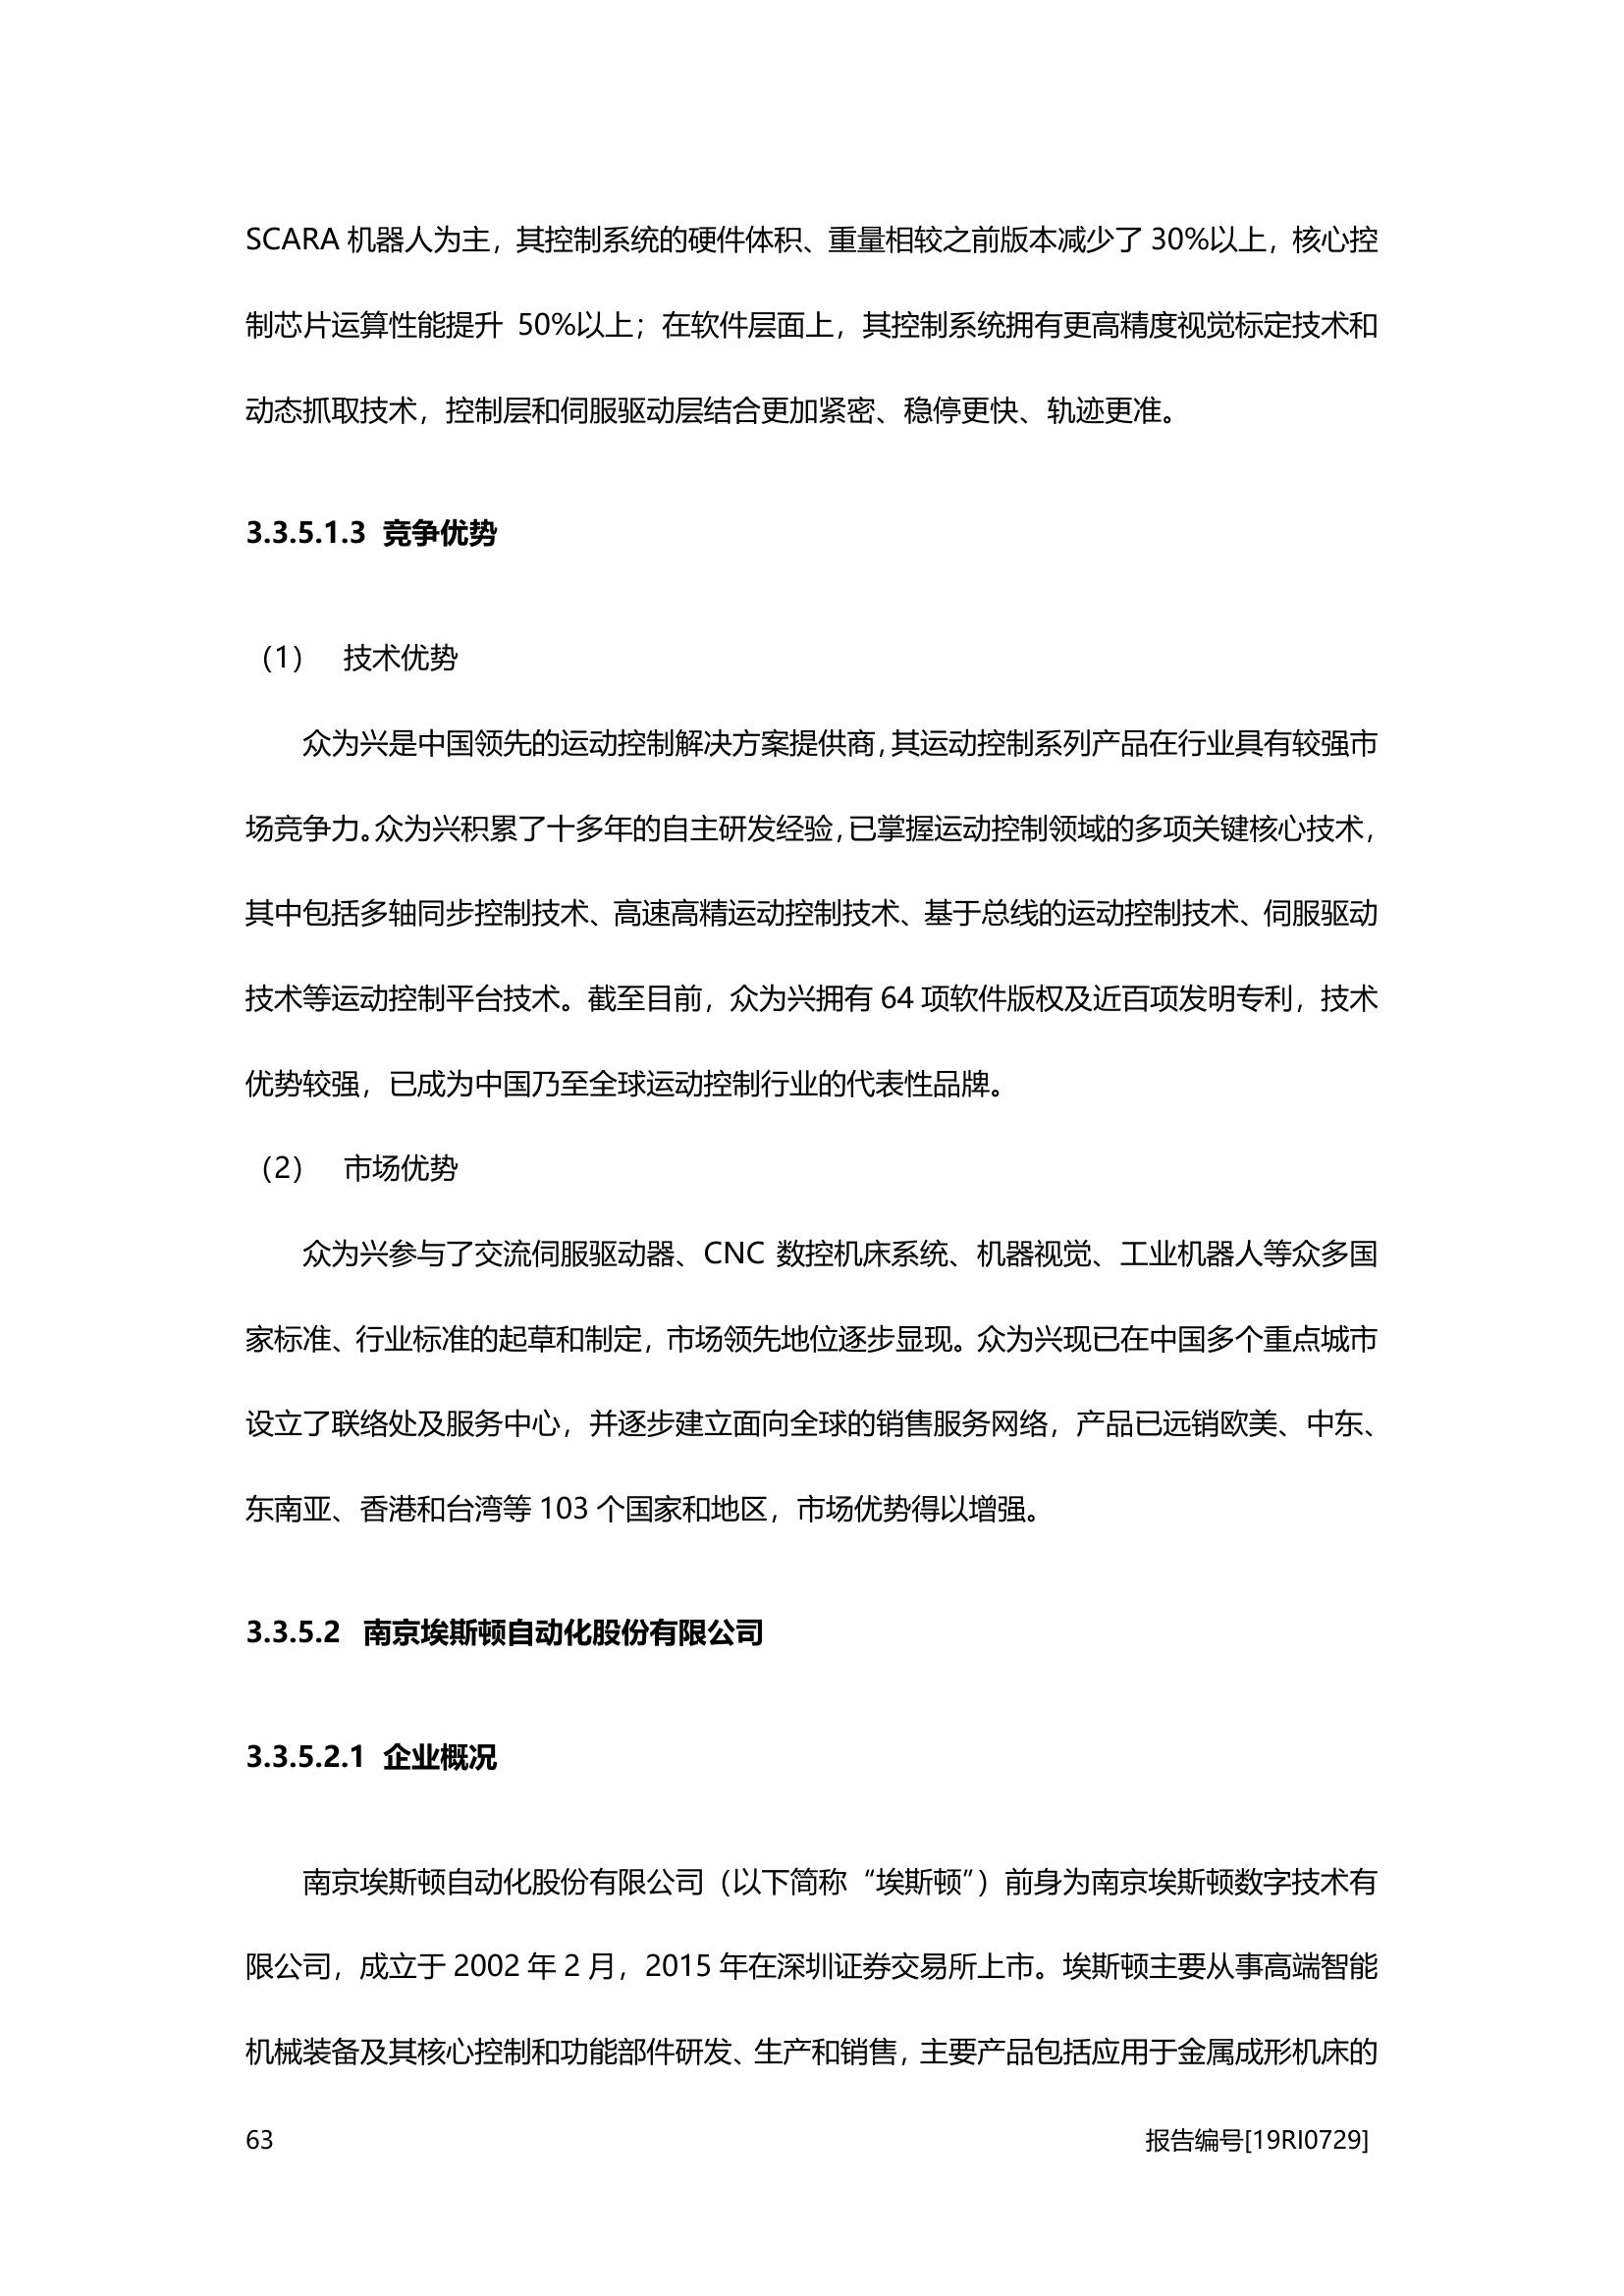 SCARA 机器人为主，其控制系统的硬件体积、重量相较之前版本减少了 30%以上，核心控
制芯片运算性能提升 50%以上；在软件层面上，其控制系统拥有更高精度视觉标定技术和
动态抓取技术，控制层和伺服驱动层结合更加紧密、稳停更快、轨迹更准。
3.3.5.1.3 竞争优势
（1） 技术优势
众为兴是中国领先的运动控制解决方案提供商，其运动控制系列产品在行业具有较强市
场竞争力。众为兴积累了十多年的自主研发经验，已掌握运动控制领域的多项关键核心技术，
其中包括多轴同步控制技术、高速高精运动控制技术、基于总线的运动控制技术、伺服驱动
技术等运动控制平台技术。截至目前，众为兴拥有 64 项软件版权及近百项发明专利，技术
优势较强，已成为中国乃至全球运动控制行业的代表性品牌。
（2） 市场优势
众为兴参与了交流伺服驱动器、CNC 数控机床系统、机器视觉、工业机器人等众多国
家标准、行业标准的起草和制定，市场领先地位逐步显现。众为兴现已在中国多个重点城市
设立了联络处及服务中心，并逐步建立面向全球的销售服务网络，产品已远销欧美、中东、
东南亚、香港和台湾等 103 个国家和地区，市场优势得以增强。
3.3.5.2 南京埃斯顿自动化股份有限公司
3.3.5.2.1 企业概况
南京埃斯顿自动化股份有限公司（以下简称“埃斯顿”）前身为南京埃斯顿数字技术有
限公司，成立于 2002 年 2 月，2015 年在深圳证券交易所上市。埃斯顿主要从事高端智能
机械装备及其核心控制和功能部件研发、生产和销售，主要产品包括应用于金属成形机床的
63 报告编号[19RI0729]